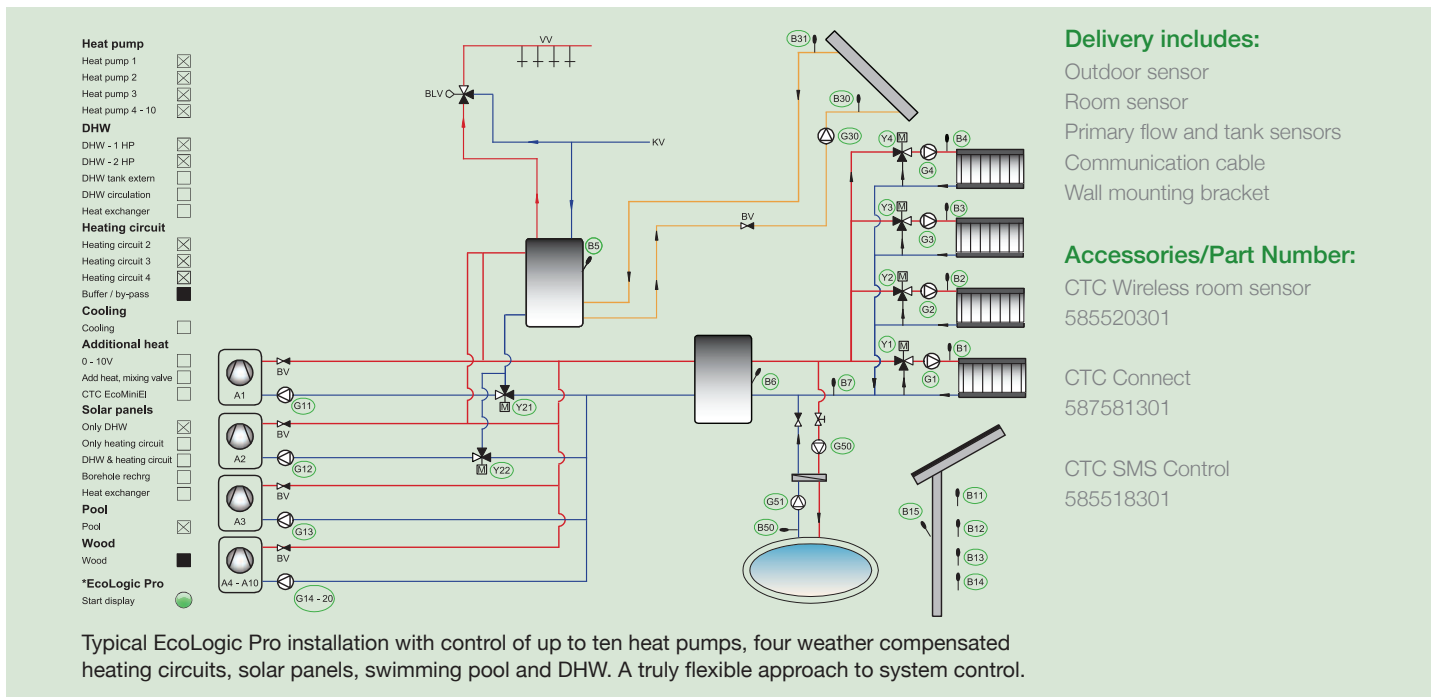 Heat pump
Heat pump 1
Heat pump 2
Heat pump 3
Heat pump 4 - 10
DHW
DHW - 1 HP
DHW - 2 HP
DHW tank extern
DHW circulation
Heat exchanger
Heating circuit
Heating circuit 2
Heating circuit 3
Heating circuit 4
Buffer / by-pass
Cooling
Cooling
Additional heat
0 - 10V
Add heat, mixing valve
CTC EcoMiniEl
Solar panels
Only DHW
Only heating circuit
DHW & heating circuit
Borehole rechrg
Heat exchanger
Pool
Pool
Wood
Wood
*EcoLogic Pro
Start display
VV
BLV
KV
B31
B30
G30
BV
B5
Y4
M
B4
G4
Y3
M
B3
G3
Y2
M
B2
G2
Y1
M
B1
G1
A1
BV
G11
M
Y21
A2
BV
G12
M
Y22
A3
BV
G13
A4 - A10
BV
G14 - 20
B6
B7
G50
G51
B50
B15
B11
B12
B13
B14
Delivery includes:
Outdoor sensor
Room sensor
Primary flow and tank sensors
Communication cable
Wall mounting bracket
Accessories/Part Number:
CTC Wireless room sensor
585520301
CTC Connect
587581301
CTC SMS Control
585518301
Typical EcoLogic Pro installation with control of up to ten heat pumps, four weather compensated
heating circuits, solar panels, swimming pool and DHW. A truly flexible approach to system control.